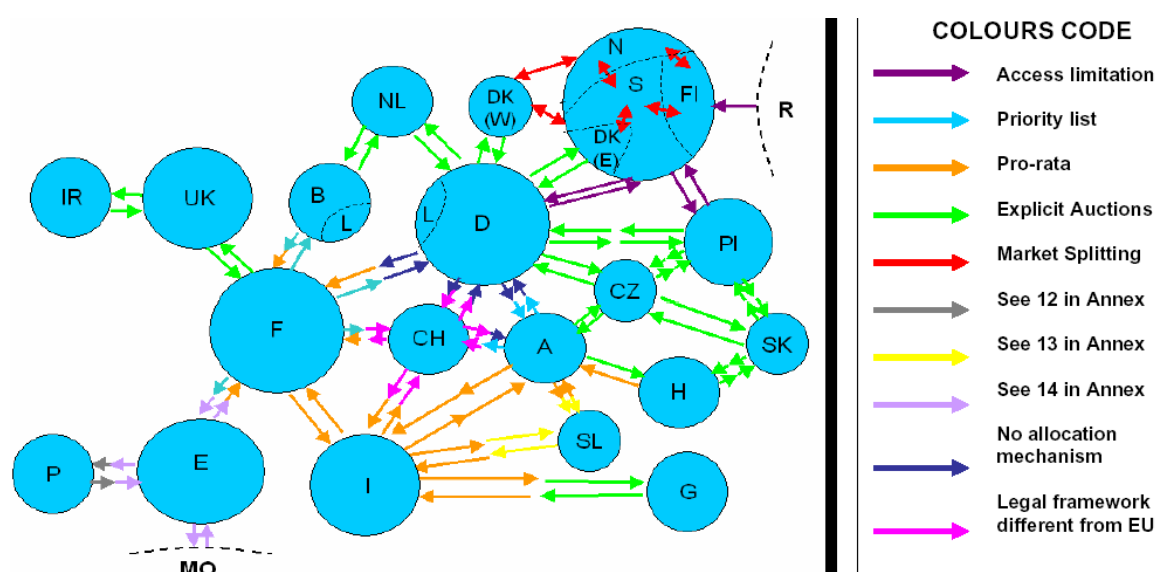 COLOURS CODE
Access limitation
Priority list
Pro-rata
Explicit Auctions
Market Splitting
See 12 in Annex
See 13 in Annex
See 14 in Annex
No allocation
mechanism
Legal framework
different from EU
N
S
FI
DK
(E)
R
DK
(W)
NL
IR
UK
B
L
L
D
PI
CZ
F
CH
A
SK
H
SL
E
P
I
G
MO